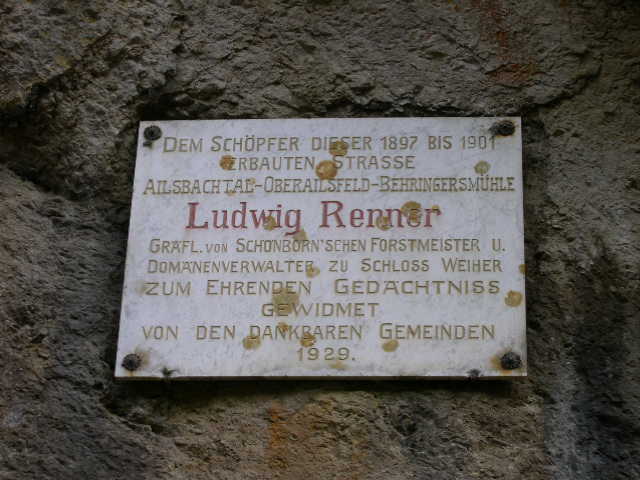 DEM SCHÖPFER DIESER 1897 BIS 1901
ERBAUTEN STRASSE
AILSBACHTAL-OBERAILSFELD-BEHRINGERSMÜHLE
Ludwig Renner
GRÄFL. VON SCHÖNBORN'SCHEN FORSTMEISTER U.
DOMÄNENVERWALTER ZU SCHLOSS WEIHER
ZUM EHRENDEN GEDÄCHTNISS
GEWIDMET
VON DEN DANKBAREN GEMEINDEN
1929.